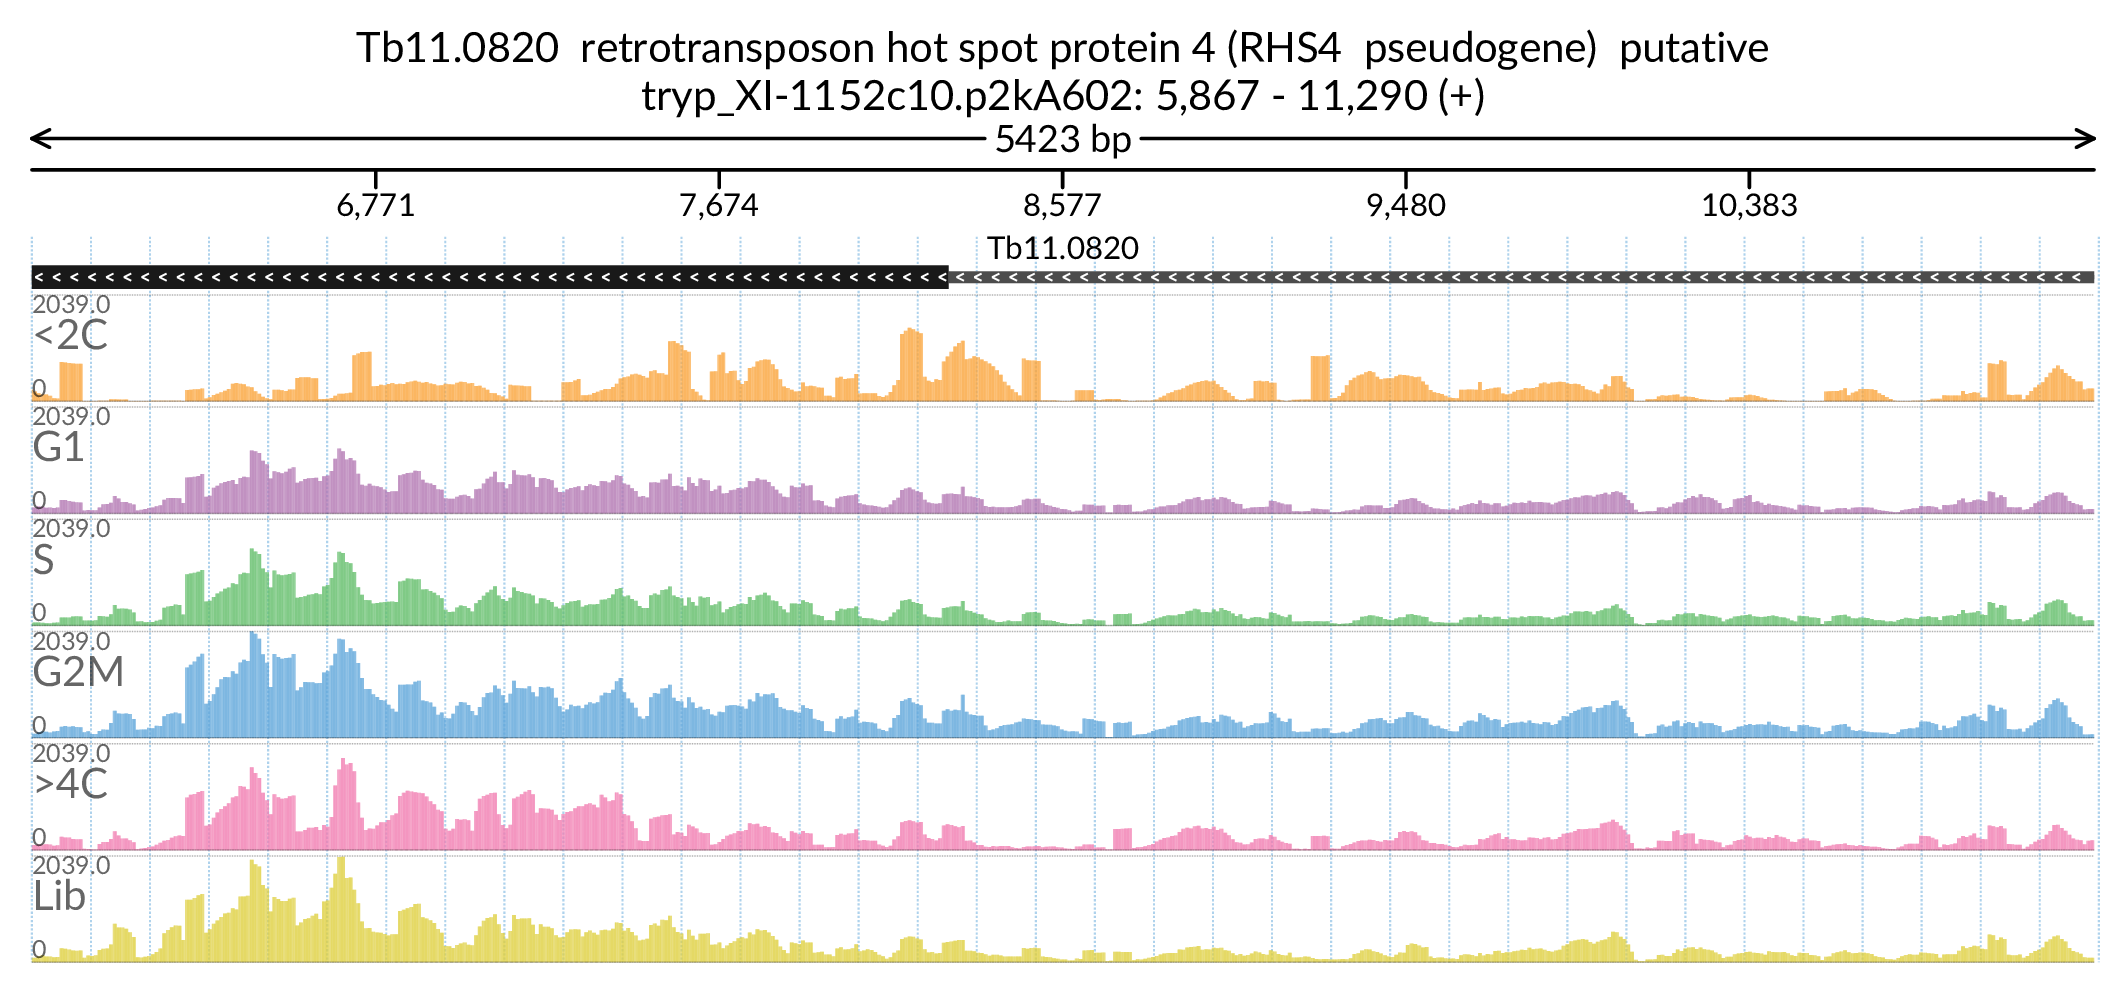 Tb11.0820 retrotransposon hot spot protein 4 (RHS4 pseudogene) putative
tryp_XI-1152c10.p2kA602: 5,867 - 11,290 (+)
5423 bp
6,771 7,674 8,577 9,480 10,383
Tb11.0820
2039.0
<2C
0
2039.0
G1
0
2039.0
S
0
2039.0
G2M
0
2039.0
>4C
0
2039.0
Lib
0